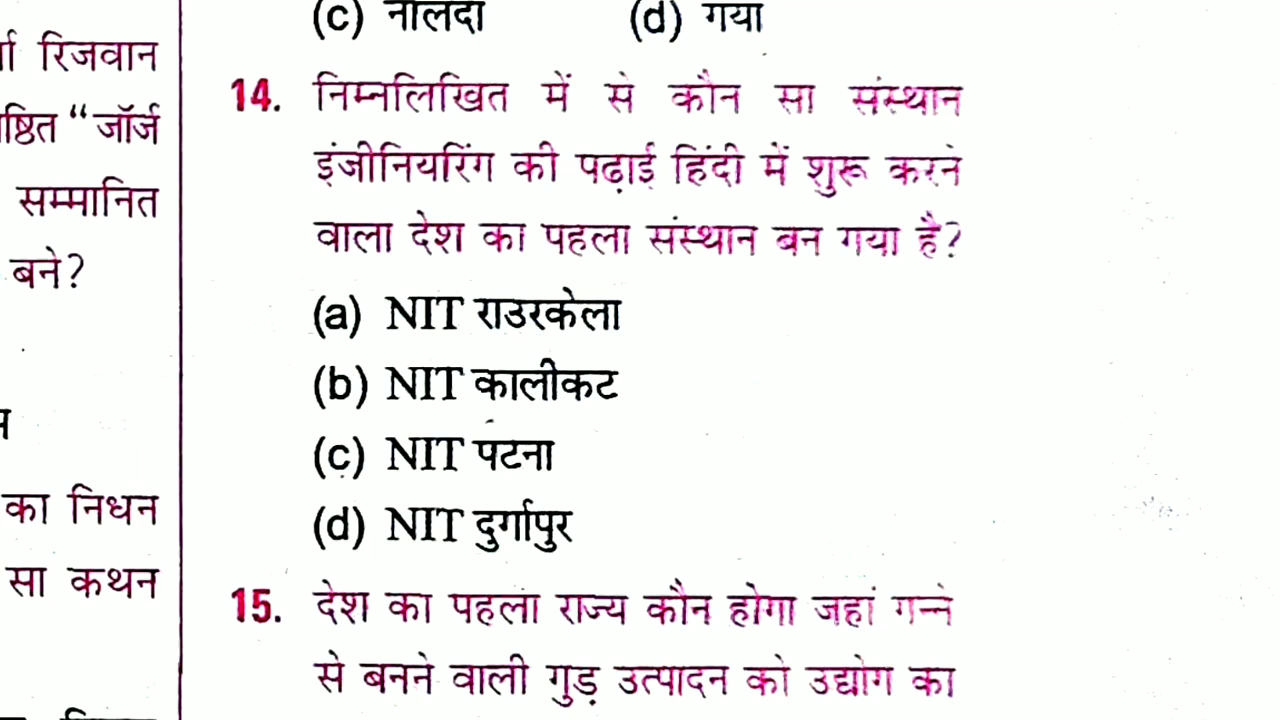 (c) नालंदा (d) गया
रिजवान
"जॉर्ज
सम्मानित
बने?
का निधन
सा कथन
14. निम्नलिखित में से कौन सा संस्थान
इंजीनियरिंग की पढ़ाई हिंदी में शुरू करने
वाला देश का पहला संस्थान बन गया है?
(a) NIT राउरकेला
(b) NIT कालीकट
(c) NIT पटना
(d) NIT दुर्गापुर
15. देश का पहला राज्य कौन होगा जहां गन्ने
से बनने वाली गुड़ उत्पादन को उद्योग का